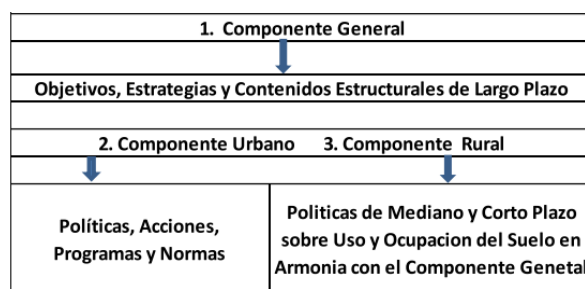 1. Componente General
Objetivos, Estrategias y Contenidos Estructurales de Largo Plazo
2. Componente Urbano 3. Componente Rural
Políticas, Acciones,
Programas y Normas
Politicas de Mediano y Corto Plazo
sobre Uso y Ocupacion del Suelo en
Armonia con el Componente Genetal